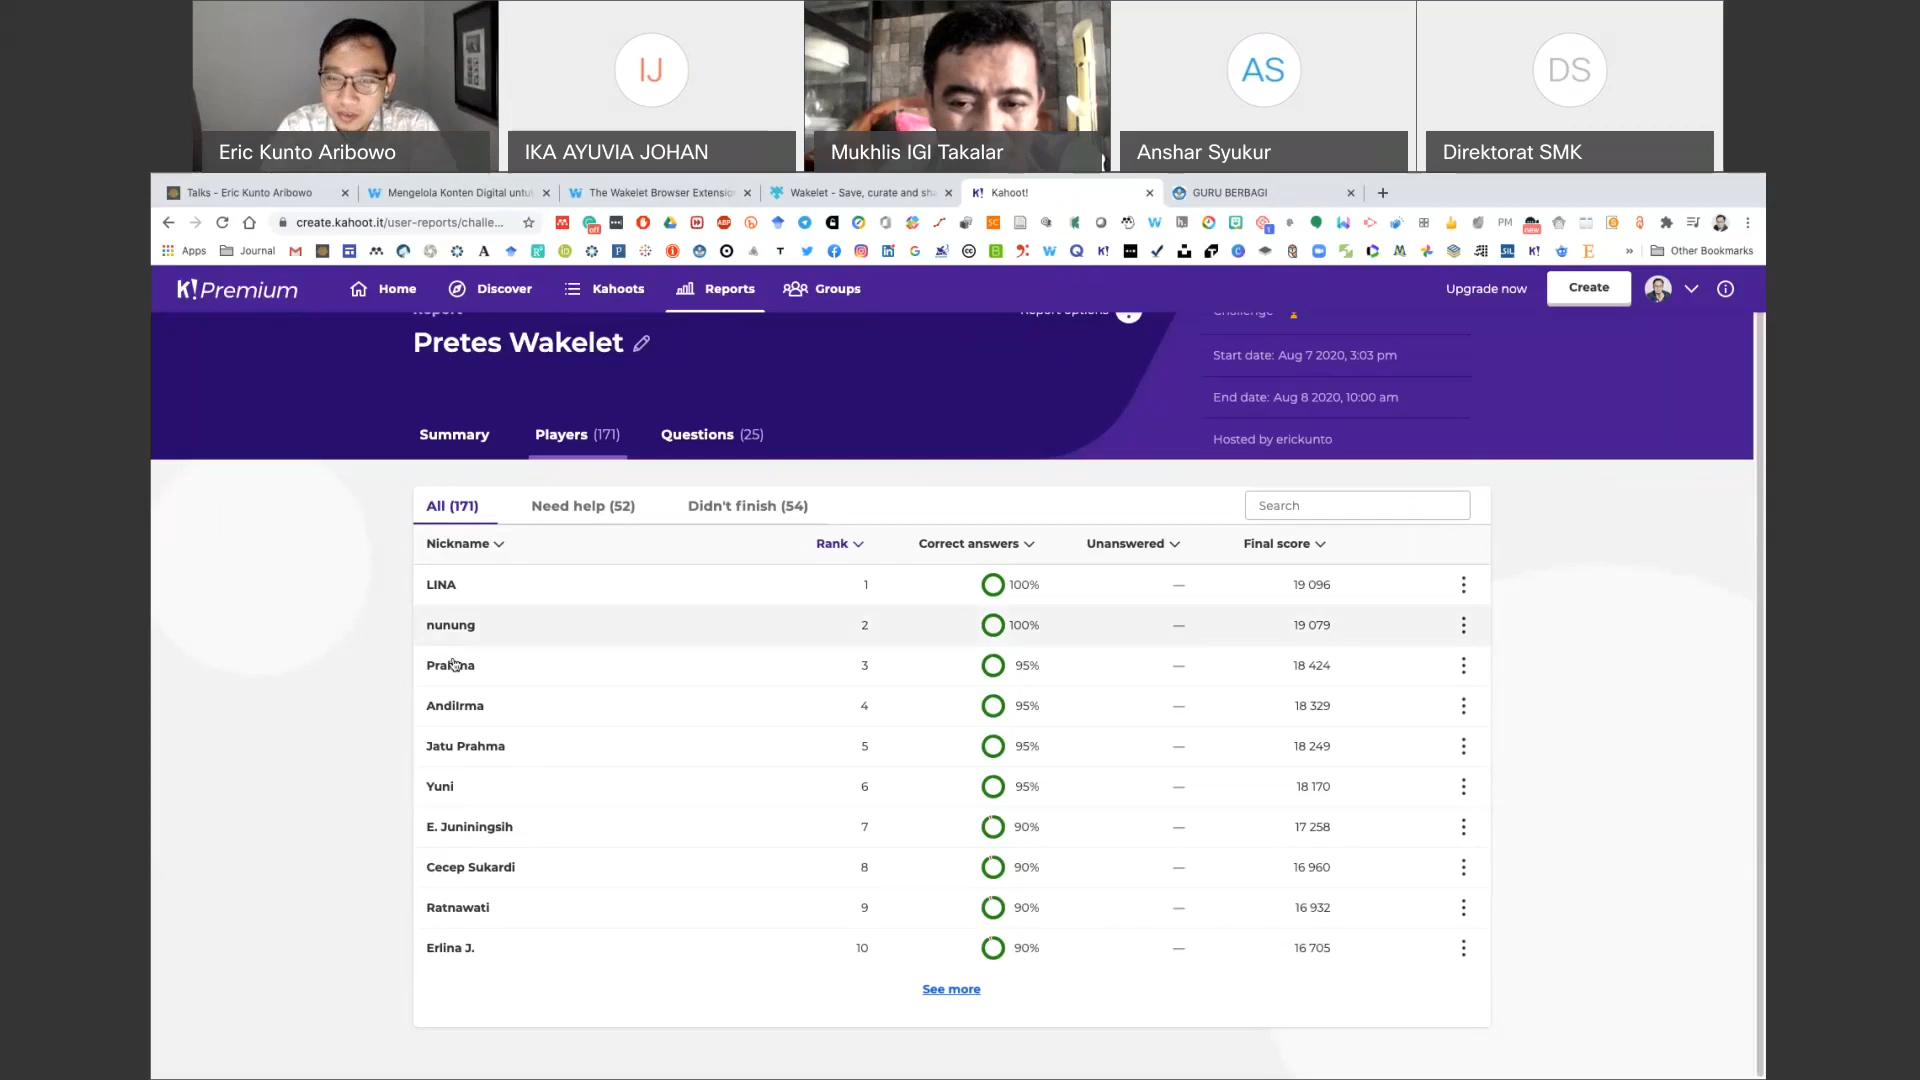 IJ
AS
DS
Eric Kunto Aribowo
IKA AYUVIA JOHAN
Mukhlis IGI Takalar
Anshar Syukur
Direktorat SMK
Talks - Eric Kunto Aribowo
Mengelola Konten Digital untu
The Wakelet Browser Extensio
Wakelet - Save, curate and sh
K! Kahoot!
GURU BERBAGI
create.kahoot.it/user-reports/challe...
Apps
Journal
Other Bookmarks
K! Premium
Home
Discover
Kahoots
Reports
Groups
Upgrade now
Create
Report
Report options
Challenge
Pretes Wakelet
Start date: Aug 7 2020, 3:03 pm
End date: Aug 8 2020, 10:00 am
Hosted by erickunto
Summary
Players (171)
Questions (25)
All (171)
Need help (52)
Didn't finish (54)
Search
Nickname Rank Correct answers Unanswered Final score
LINA 1 100% — 19 096
nunung 2 100% — 19 079
Prahma 3 95% — 18 424
AndiIrma 4 95% — 18 329
Jatu Prahma 5 95% — 18 249
Yuni 6 95% — 18 170
E. Juniningsih 7 90% — 17 258
Cecep Sukardi 8 90% — 16 960
Ratnawati 9 90% — 16 932
Erlina J. 10 90% — 16 705
See more